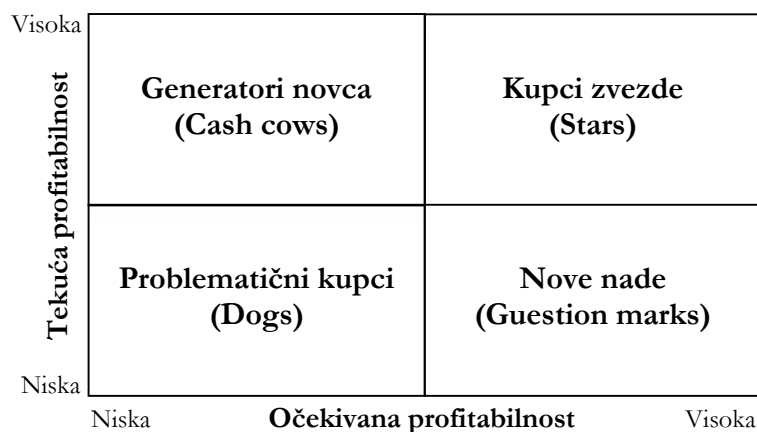 Visoka
Tekuća profitabilnost
Generatori novca
(Cash cows)
Kupci zvezde
(Stars)
Problematični kupci
(Dogs)
Nove nade
(Guestion marks)
Niska
Niska
Očekivana profitabilnost
Visoka